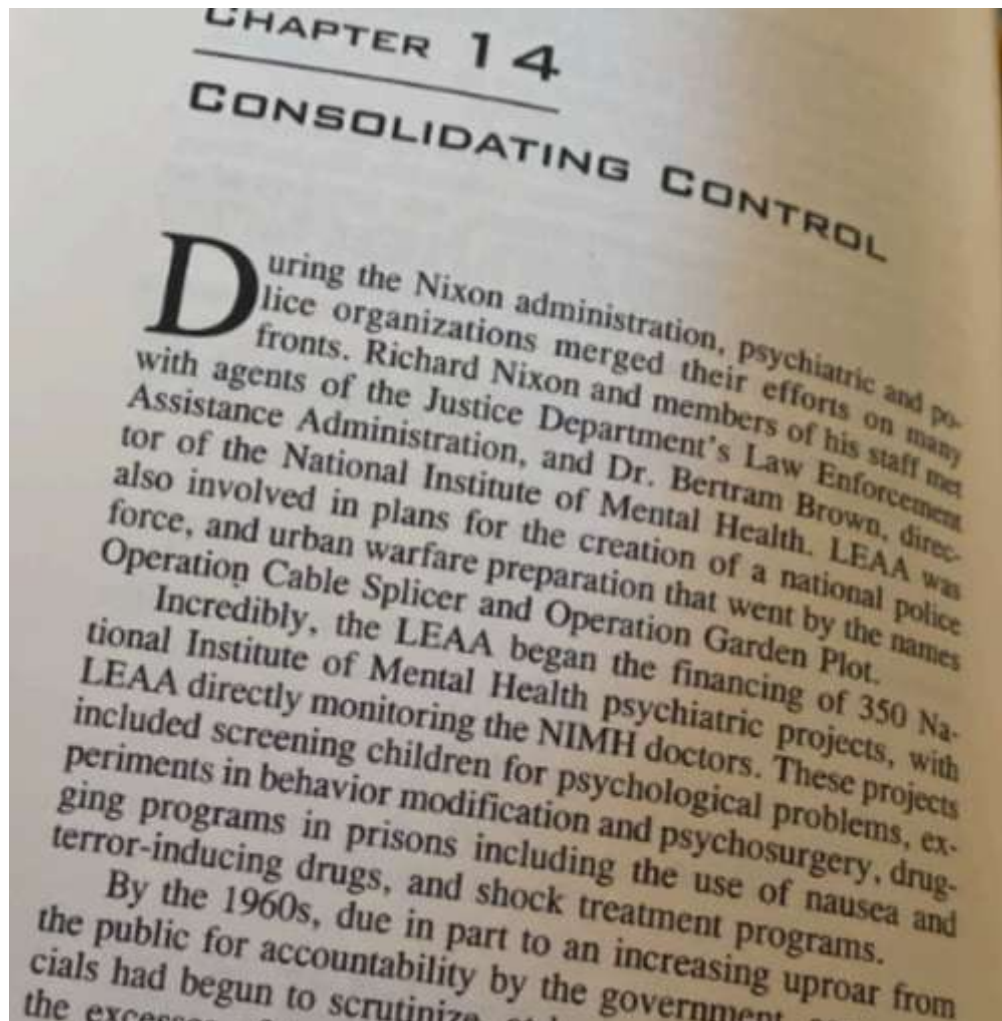 CHAPTER 14
CONSOLIDATING CONTROL
During the Nixon administration, psychiatric and po-
lice organizations merged their efforts on many
fronts. Richard Nixon and members of his staff met
with agents of the Justice Department's Law Enforcement
Assistance Administration, and Dr. Bertram Brown, direc-
tor of the National Institute of Mental Health. LEAA was
also involved in plans for the creation of a national police
force, and urban warfare preparation that went by the names
Operation Cable Splicer and Operation Garden Plot.
Incredibly, the LEAA began the financing of 350 Na-
tional Institute of Mental Health psychiatric projects, with
LEAA directly monitoring the NIMH doctors. These projects
included screening children for psychological problems, ex-
periments in behavior modification and psychosurgery, drug-
ging programs in prisons including the use of nausea and
terror-inducing drugs, and shock treatment programs.
By the 1960s, due in part to an increasing uproar from
the public for accountability by the government,
cials had begun to scrutinize
the